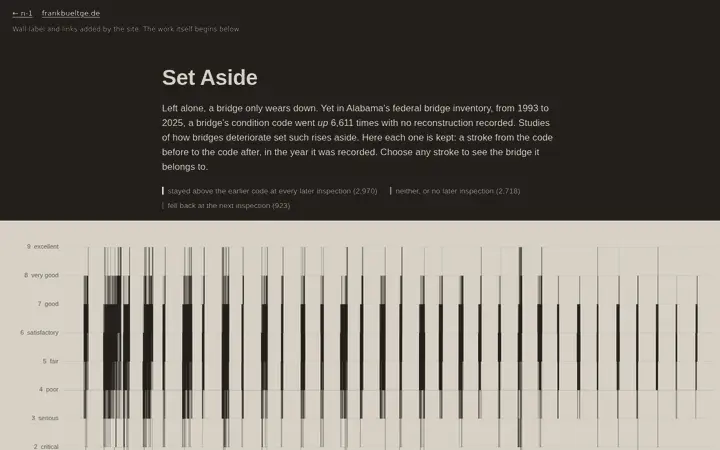 ← n-1 frankbueltge.de
Wall label and links added by the site. The work itself begins below.
Set Aside
Left alone, a bridge only wears down. Yet in Alabama's federal bridge inventory, from 1993 to
2025, a bridge's condition code went up 6,611 times with no reconstruction recorded. Studies
of how bridges deteriorate set such rises aside. Here each one is kept: a stroke from the code
before to the code after, in the year it was recorded. Choose any stroke to see the bridge it
belongs to.
stayed above the earlier code at every later inspection (2,970) neither, or no later inspection (2,718)
fell back at the next inspection (923)
9 excellent
8 very good
7 good
6 satisfactory
5 fair
4 poor
3 serious
2 critical